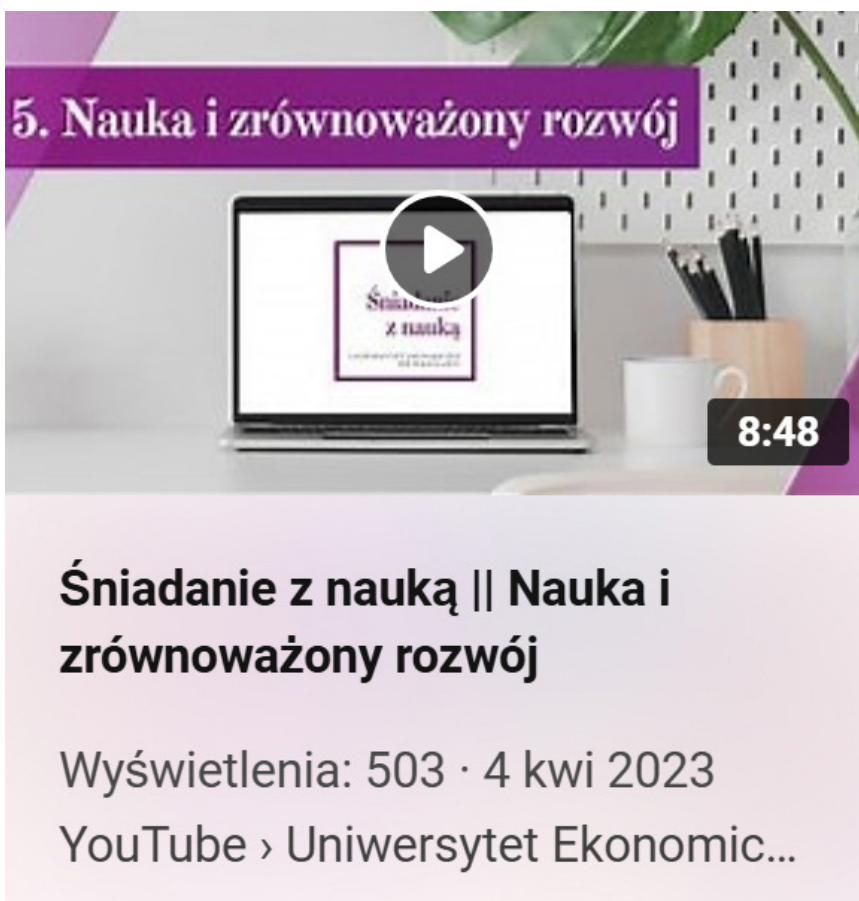 5. Nauka i zrównoważony rozwój
Śniadanie
z nauką
8:48
Śniadanie z nauką || Nauka i
zrównoważony rozwój
Wyświetlenia: 503 · 4 kwi 2023
YouTube › Uniwersytet Ekonomic...